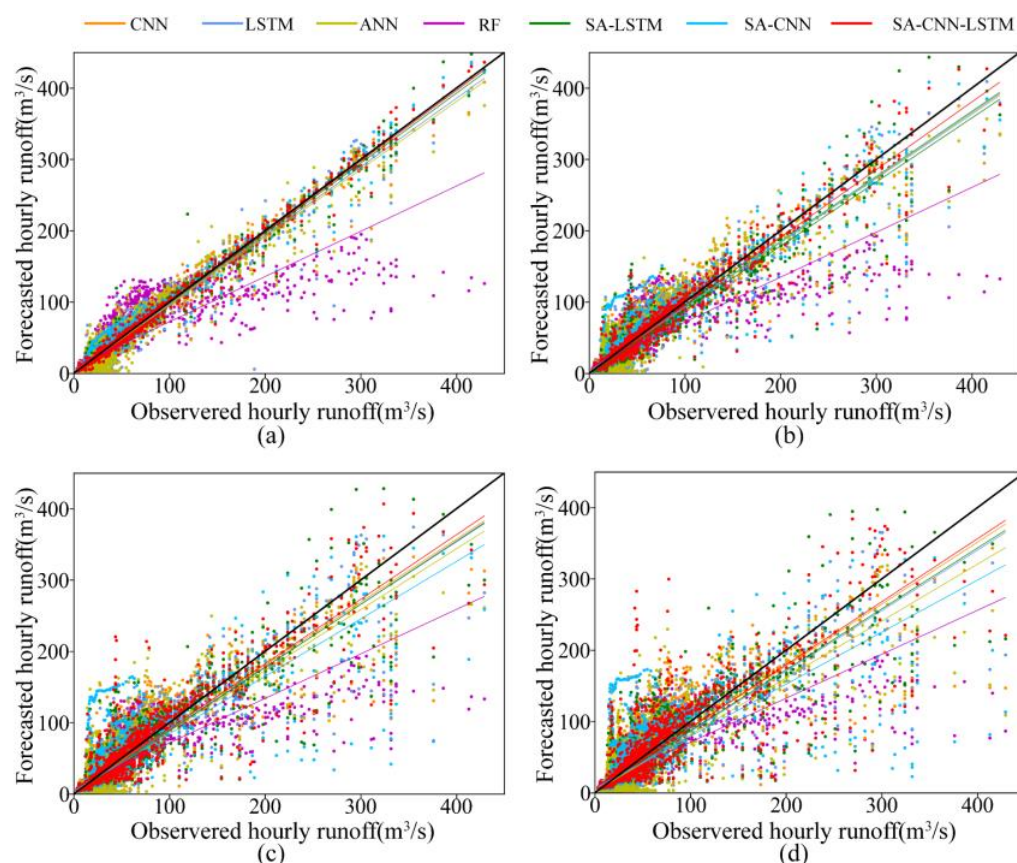 CNN LSTM ANN RF SA-LSTM SA-CNN SA-CNN-LSTM
Forecasted hourly runoff(m³/s)
400
300
200
100
0
0 100 200 300 400
Observered hourly runoff(m³/s)
(a)
Forecasted hourly runoff(m³/s)
400
300
200
100
0
0 100 200 300 400
Observered hourly runoff(m³/s)
(b)
Forecasted hourly runoff(m³/s)
400
300
200
100
0
0 100 200 300 400
Observered hourly runoff(m³/s)
(c)
Forecasted hourly runoff(m³/s)
400
300
200
100
0
0 100 200 300 400
Observered hourly runoff(m³/s)
(d)